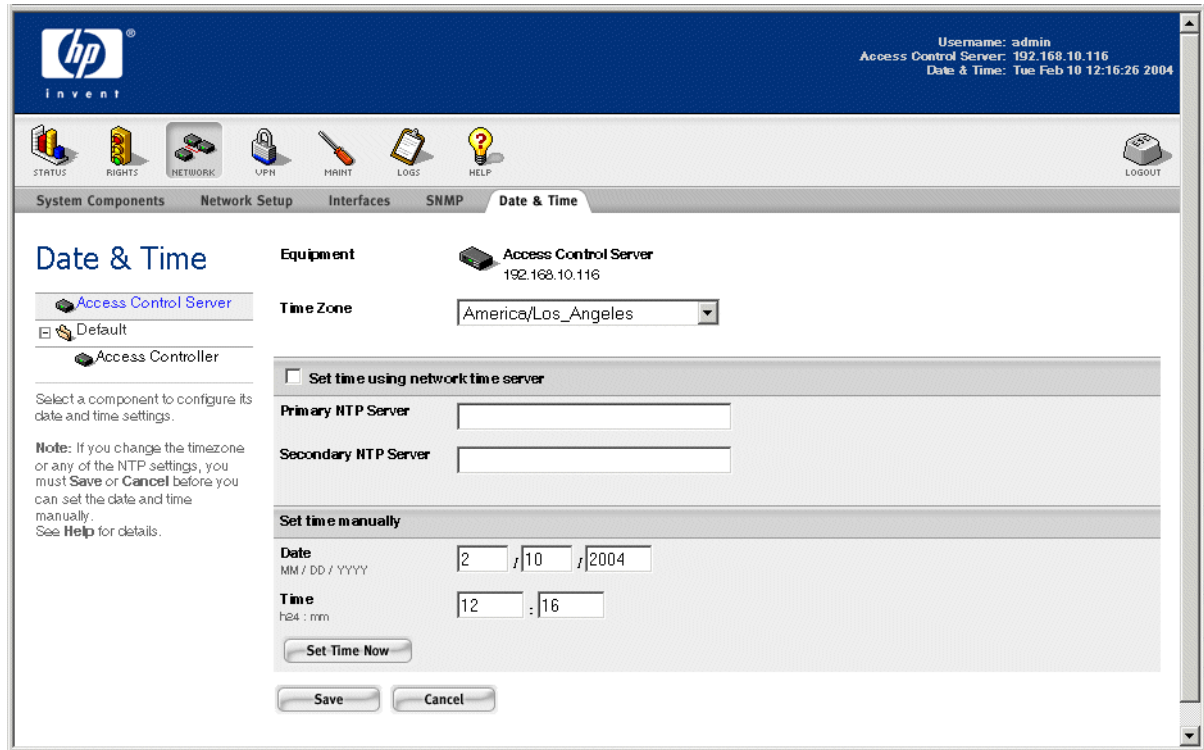 hp
®
invent
Username: admin
Access Control Server: 192.168.10.116
Date & Time: Tue Feb 10 12:16:26 2004
STATUS RIGHTS NETWORK VPN MAINT LOGS HELP LOGOUT
System Components Network Setup Interfaces SNMP Date & Time
Date & Time
Access Control Server
Default
Access Controller
Select a component to configure its
date and time settings.
Note: If you change the timezone
or any of the NTP settings, you
must Save or Cancel before you
can set the date and time
manually.
See Help for details.
Equipment
Access Control Server
192.168.10.116
Time Zone
America/Los_Angeles
Set time using network time server
Primary NTP Server
Secondary NTP Server
Set time manually
Date
MM / DD / YYYY
2 / 10 / 2004
Time
h24 : mm
12 : 16
Set Time Now
Save Cancel